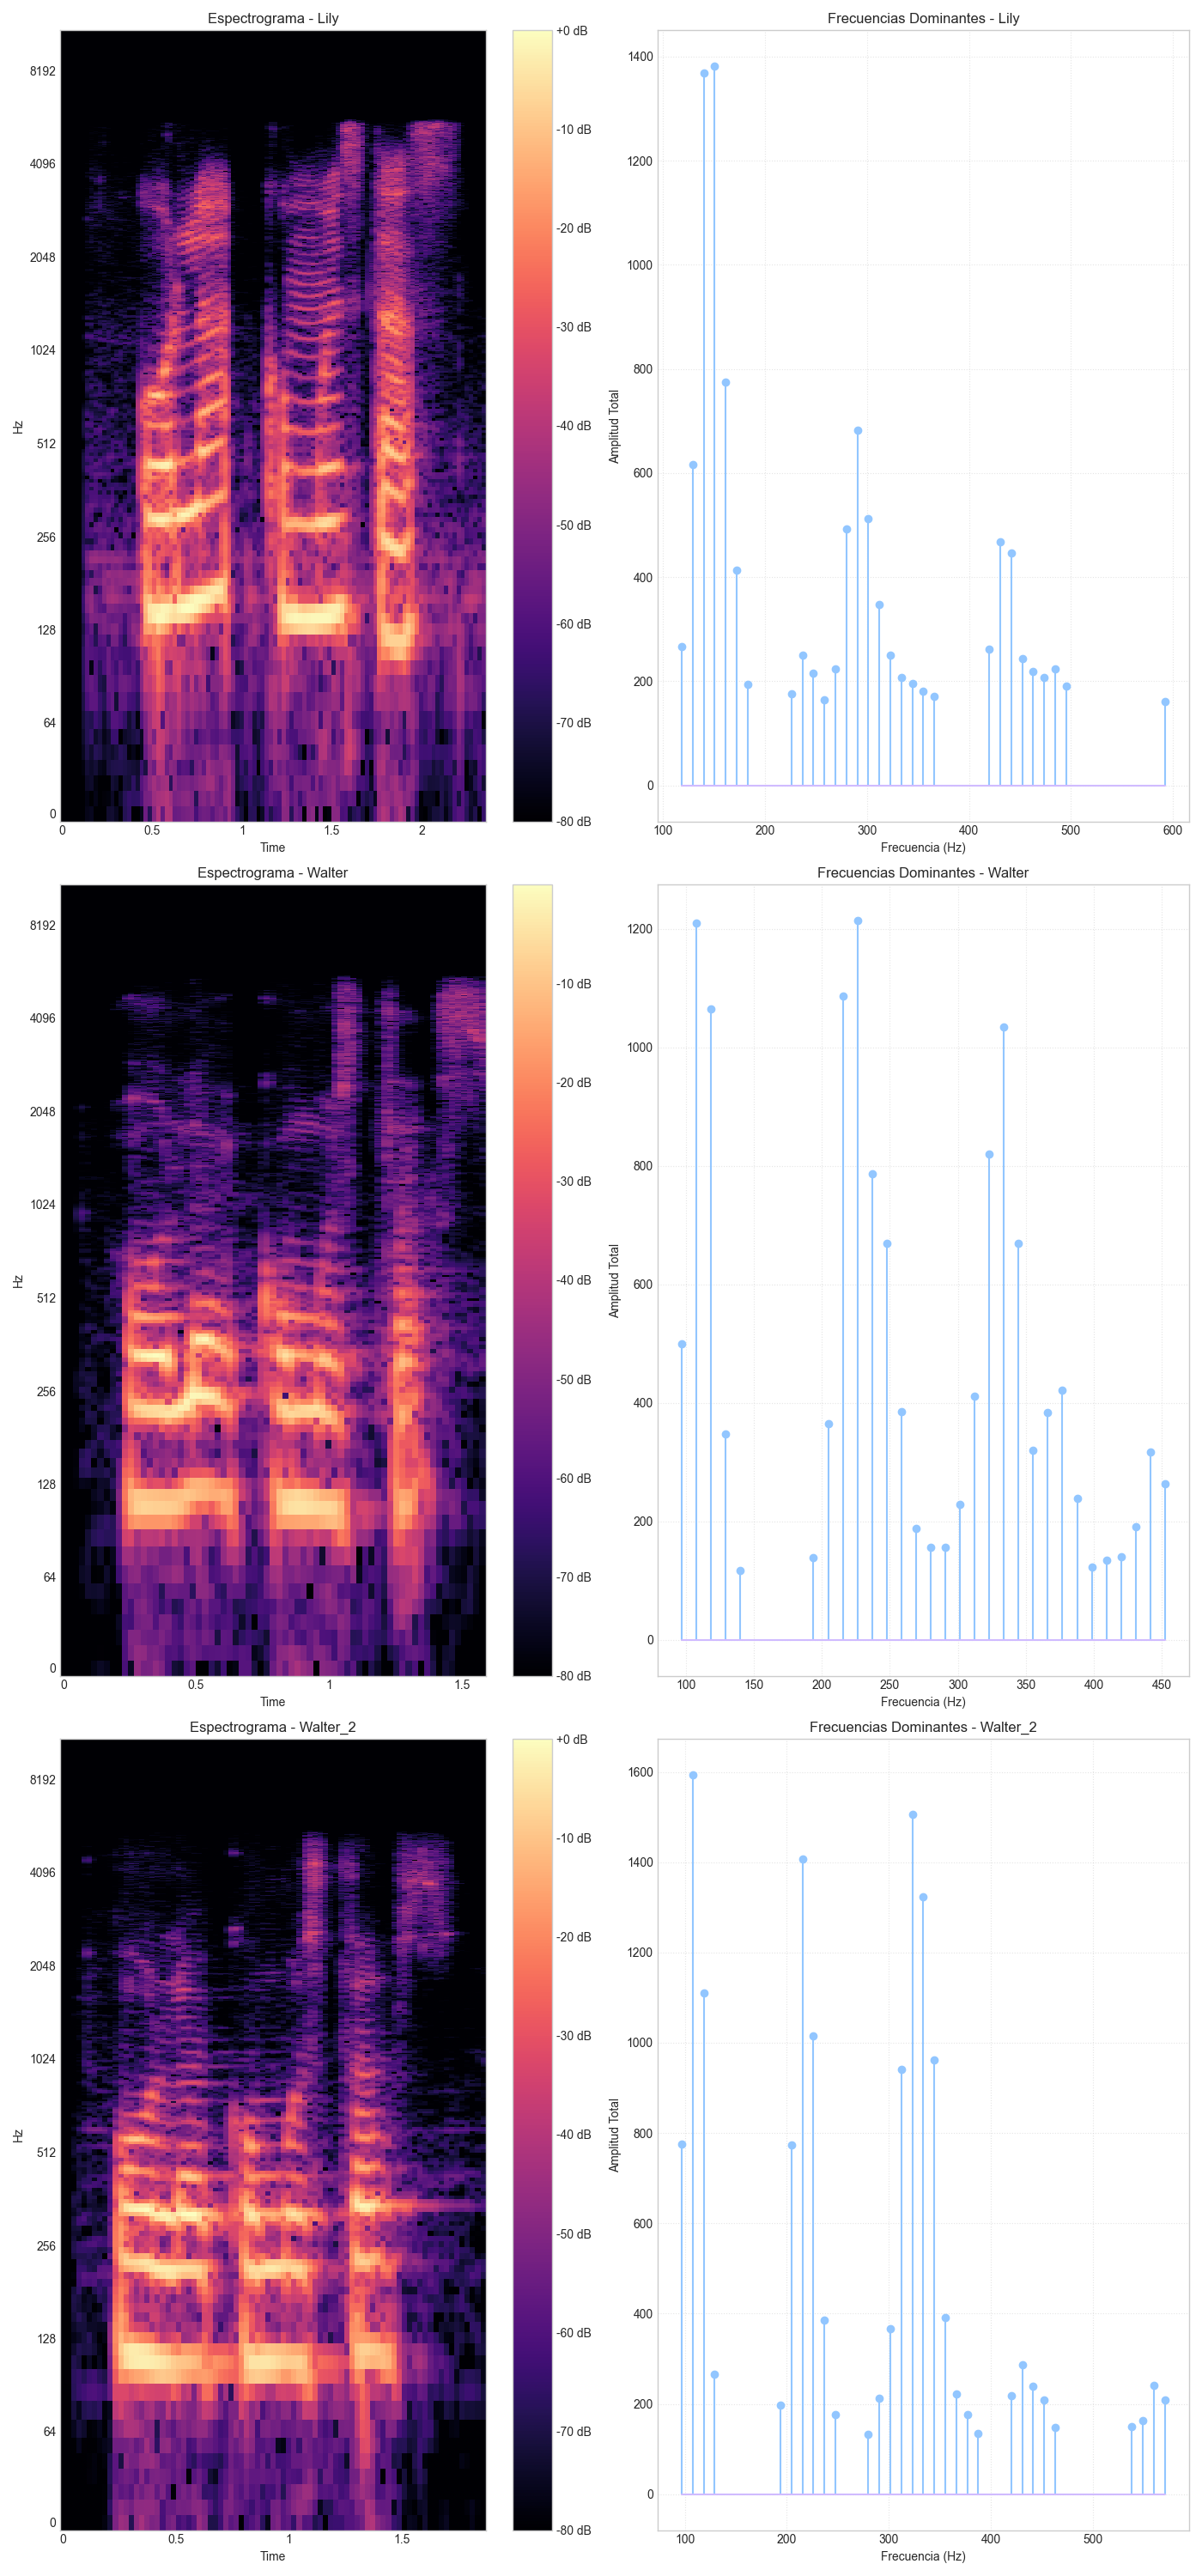 Espectrograma - Lily
Frecuencias Dominantes - Lily
8192
4096
2048
1024
512
256
128
64
0
Hz
0
0.5
1
1.5
2
Time
+0 dB
-10 dB
-20 dB
-30 dB
-40 dB
-50 dB
-60 dB
-70 dB
-80 dB
1400
1200
1000
800
600
400
200
0
Amplitud Total
100
200
300
400
500
600
Frecuencia (Hz)
Espectrograma - Walter
Frecuencias Dominantes - Walter
8192
4096
2048
1024
512
256
128
64
0
Hz
0
0.5
1
1.5
Time
-10 dB
-20 dB
-30 dB
-40 dB
-50 dB
-60 dB
-70 dB
-80 dB
1200
1000
800
600
400
200
0
Amplitud Total
100
150
200
250
300
350
400
450
Frecuencia (Hz)
Espectrograma - Walter_2
Frecuencias Dominantes - Walter_2
8192
4096
2048
1024
512
256
128
64
0
Hz
0
0.5
1
1.5
Time
+0 dB
-10 dB
-20 dB
-30 dB
-40 dB
-50 dB
-60 dB
-70 dB
-80 dB
1600
1400
1200
1000
800
600
400
200
0
Amplitud Total
100
200
300
400
500
Frecuencia (Hz)